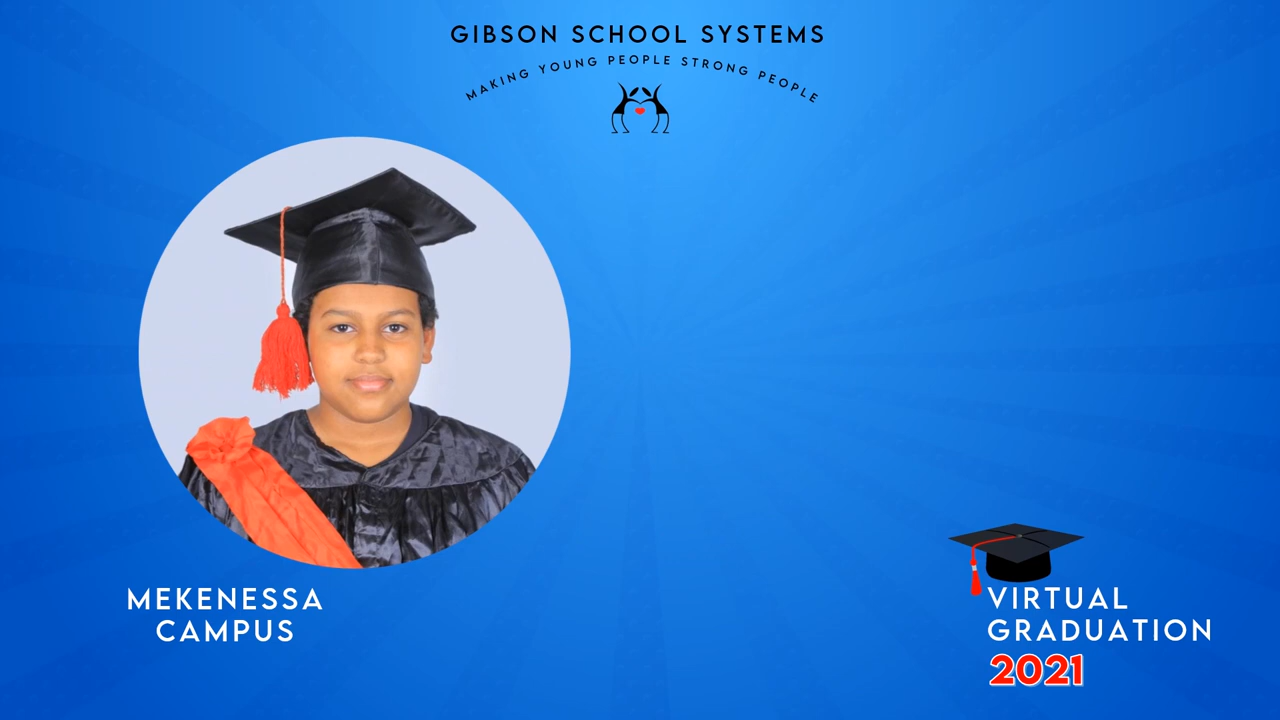 GIBSON SCHOOL SYSTEMS
MAKING YOUNG PEOPLE STRONG PEOPLE
MEKENESSA
CAMPUS
VIRTUAL
GRADUATION
2021